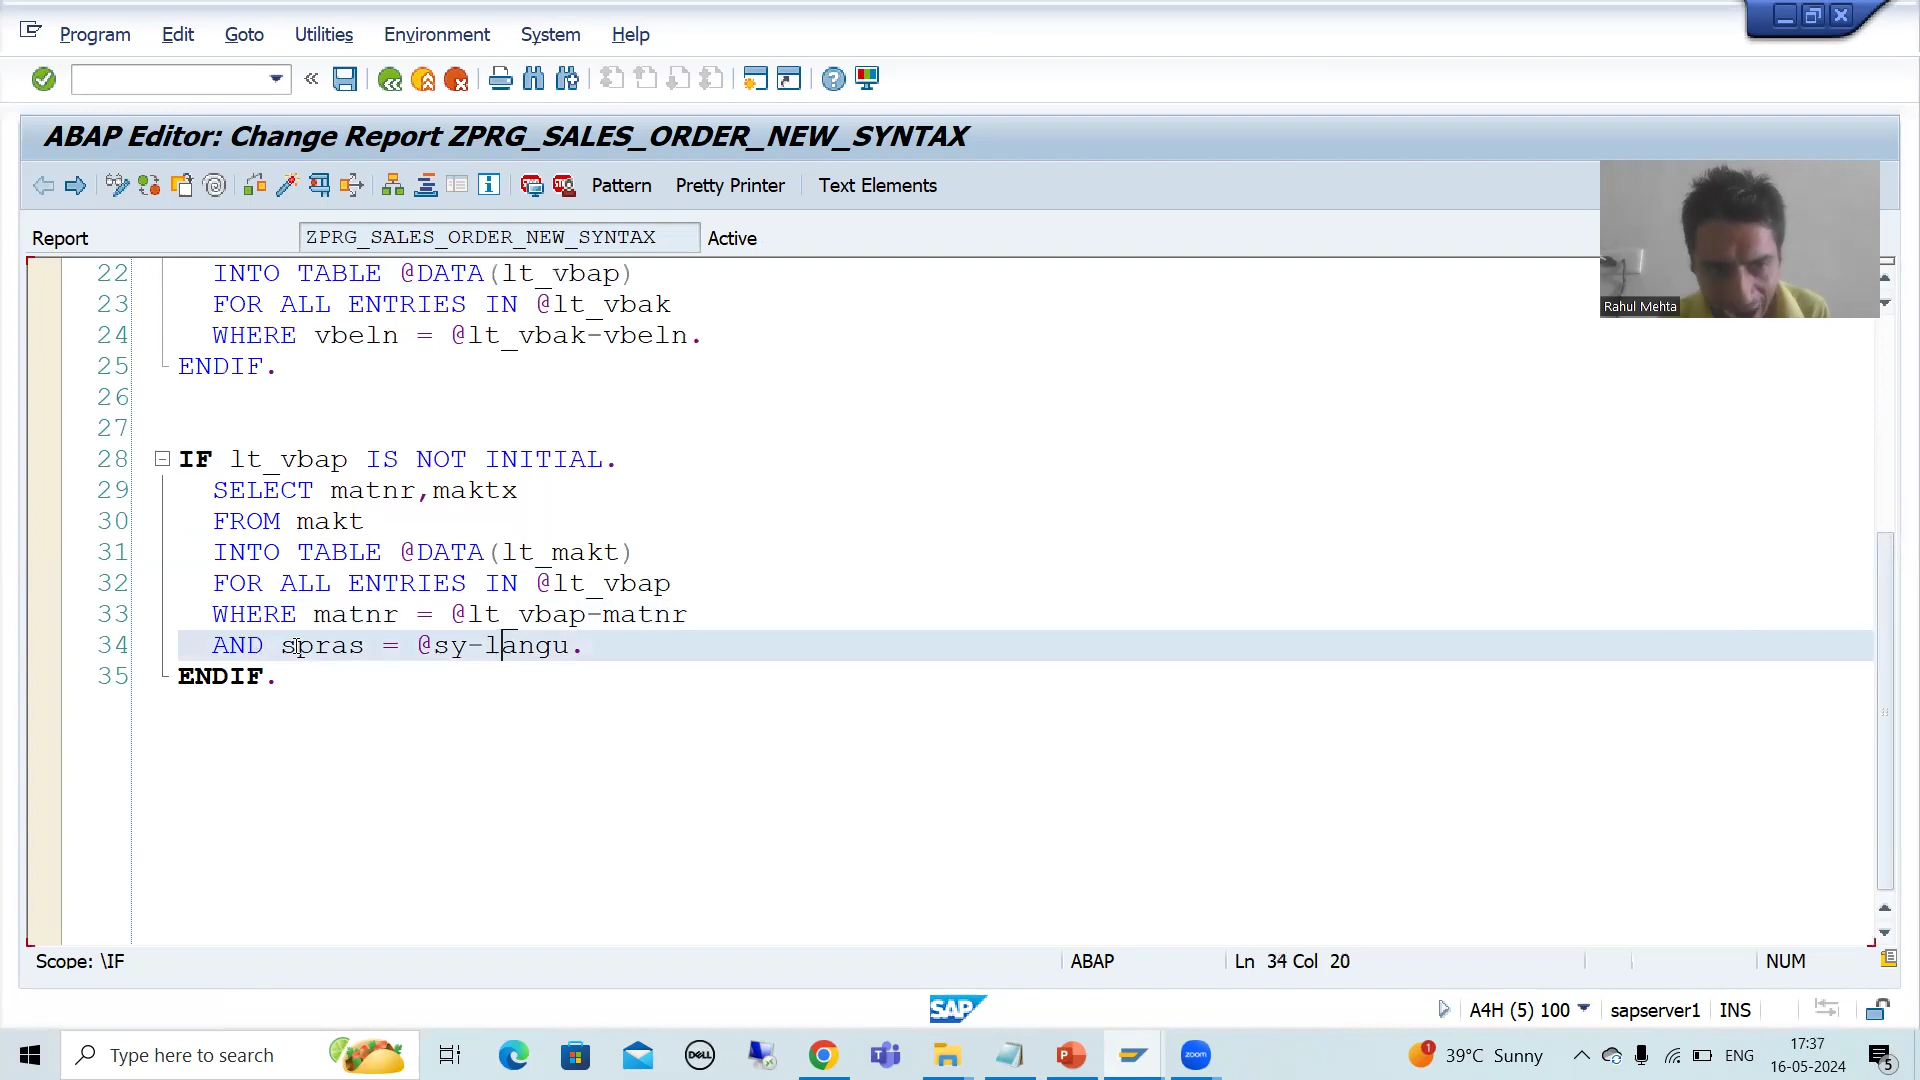 Program Edit Goto Utilities Environment System Help
ABAP Editor: Change Report ZPRG_SALES_ORDER_NEW_SYNTAX
Pattern Pretty Printer Text Elements
Report ZPRG_SALES_ORDER_NEW_SYNTAX Active
Rahul Mehta
22 INTO TABLE @DATA(lt_vbap)
23 FOR ALL ENTRIES IN @lt_vbak
24 WHERE vbeln = @lt_vbak-vbeln.
25 ENDIF.
26
27
28 IF lt_vbap IS NOT INITIAL.
29 SELECT matnr,maktx
30 FROM makt
31 INTO TABLE @DATA(lt_makt)
32 FOR ALL ENTRIES IN @lt_vbap
33 WHERE matnr = @lt_vbap-matnr
34 AND spras = @sy-langu.
35 ENDIF.
Scope: \IF ABAP Ln 34 Col 20 NUM
SAP A4H (5) 100 sapserver1 INS
Type here to search DELL zoom 1 39°C Sunny ENG 17:37
16-05-2024 5